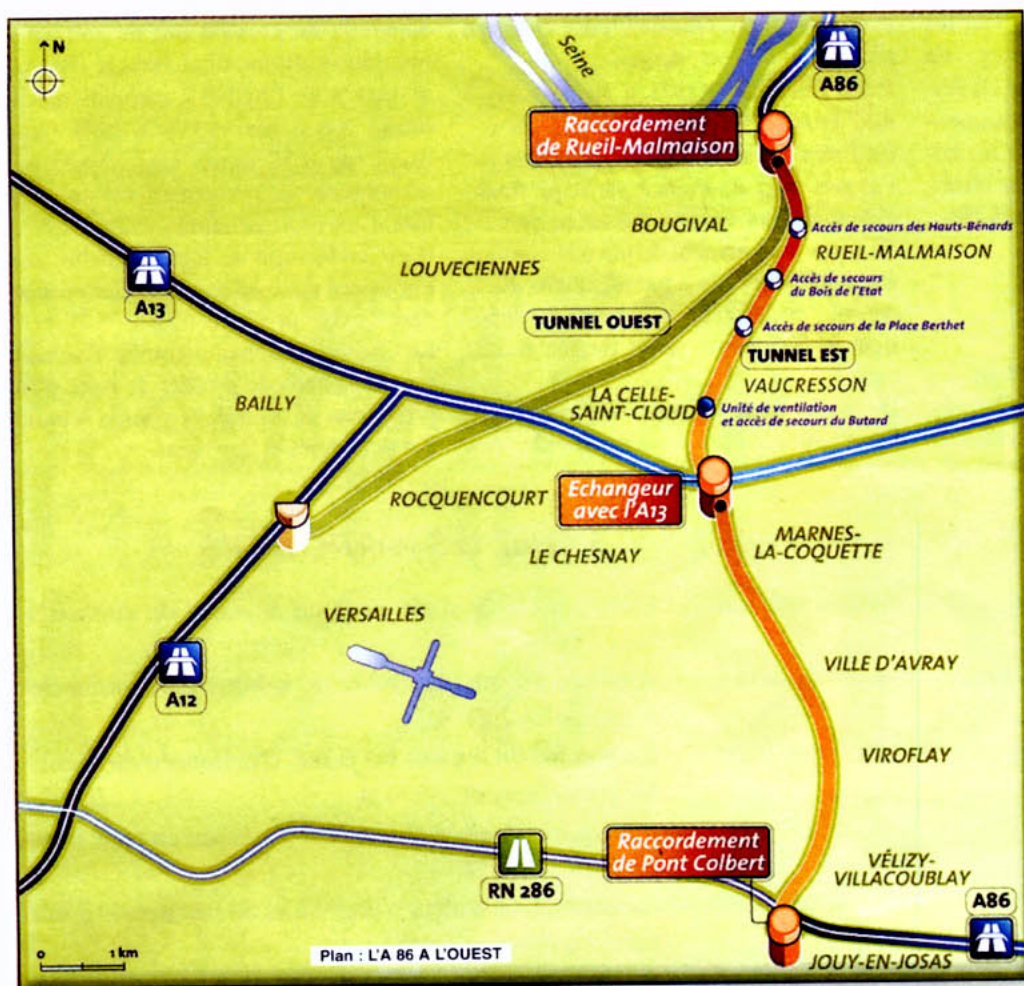 N
Seine
A86
Raccordement
de Rueil-Malmaison
BOUGIVAL
Accès de secours des Hauts-Bénards
RUEIL-MALMAISON
LOUVECIENNES
Accès de secours
du Bois de l'Etat
A13
TUNNEL OUEST
Accès de secours de la Place Berthet
TUNNEL EST
VAUCRESSON
LA CELLE-
SAINT-CLOUD
BAILLY
Unité de ventilation
et accès de secours du Butard
ROCQUENCOURT
Echangeur
avec l'A13
MARNES-
LA-COQUETTE
LE CHESNAY
VERSAILLES
VILLE D'AVRAY
A12
VIROFLAY
Raccordement
de Pont Colbert
VÉLIZY-
VILLACOUBLAY
RN 286
A86
0 1 km
Plan : L'A 86 A L'OUEST
JOUY-EN-JOSAS